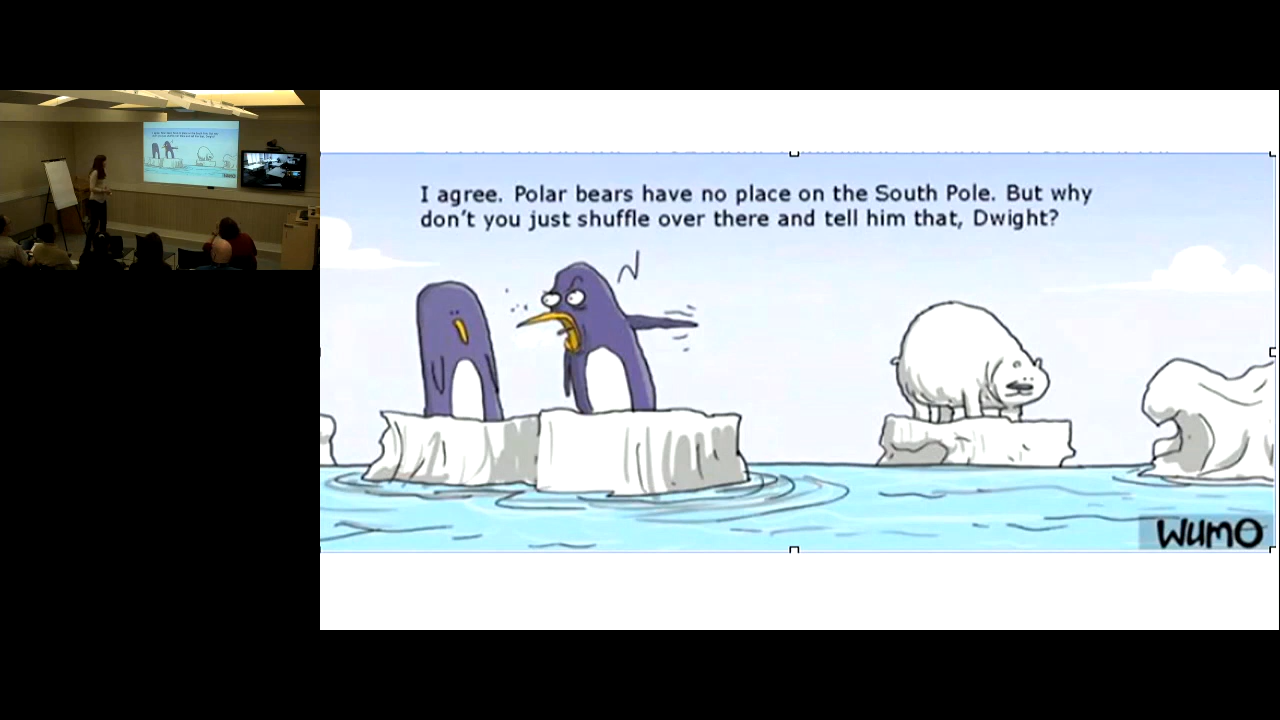 I agree. Polar bears have no place on the South Pole. But why
don't you just shuffle over there and tell him that, Dwight?
WUMO